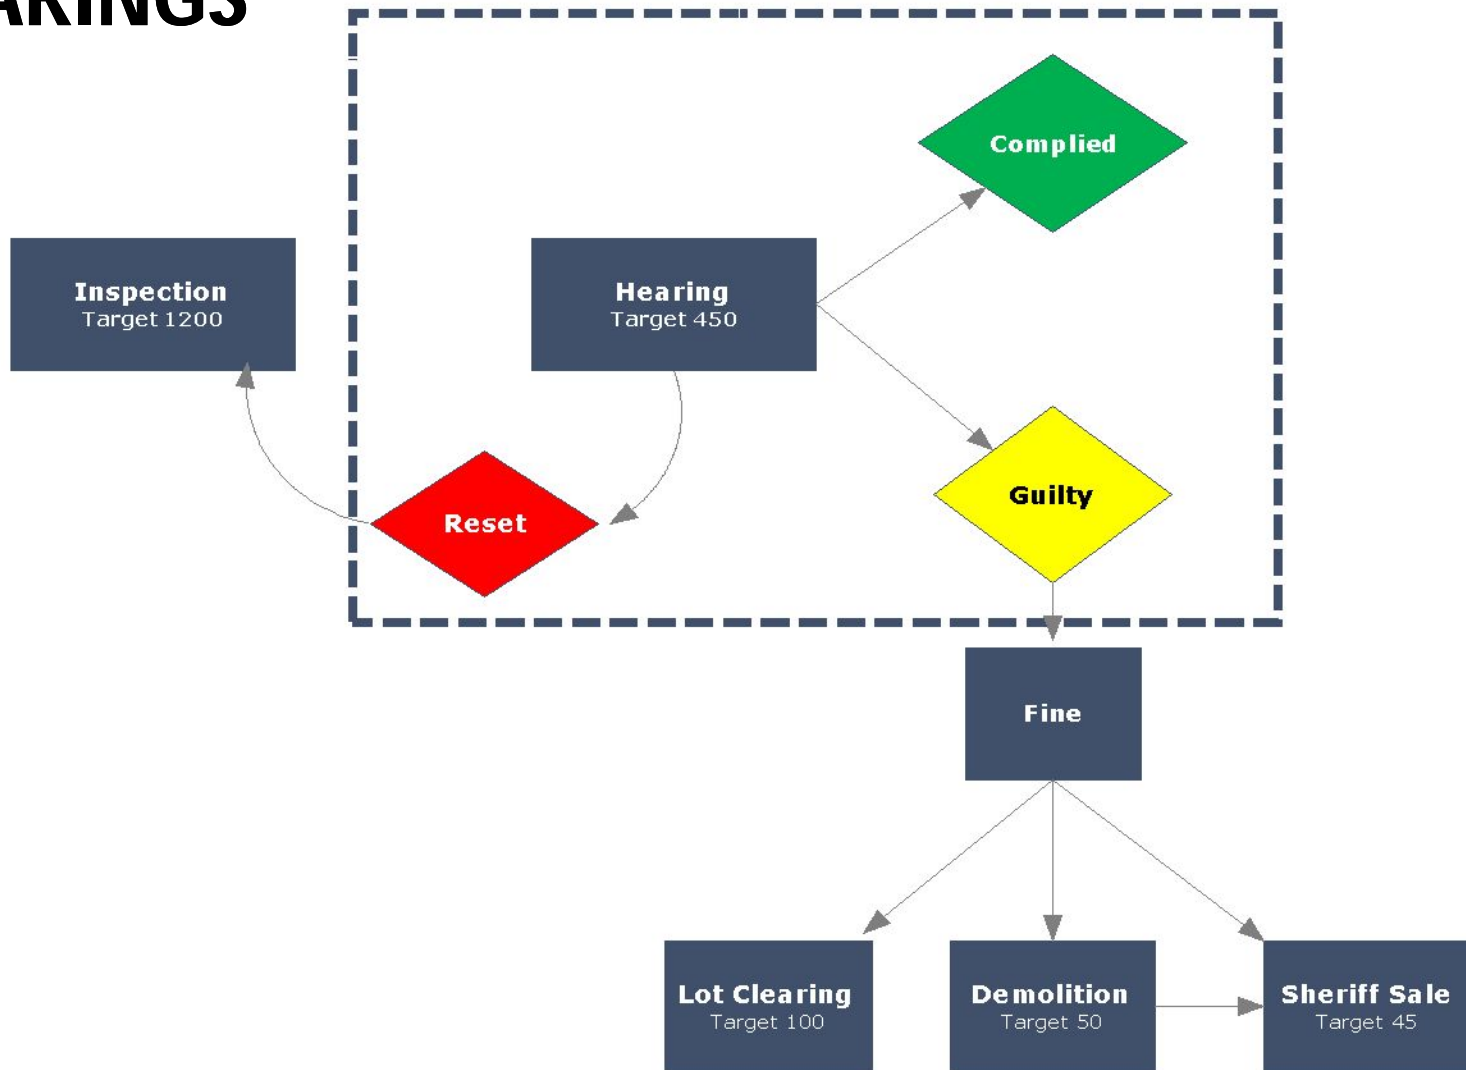 ARINGS
Complied
Inspection
Target 1200
Hearing
Target 450
Reset
Guilty
Fine
Lot Clearing
Target 100
Demolition
Target 50
Sheriff Sale
Target 45